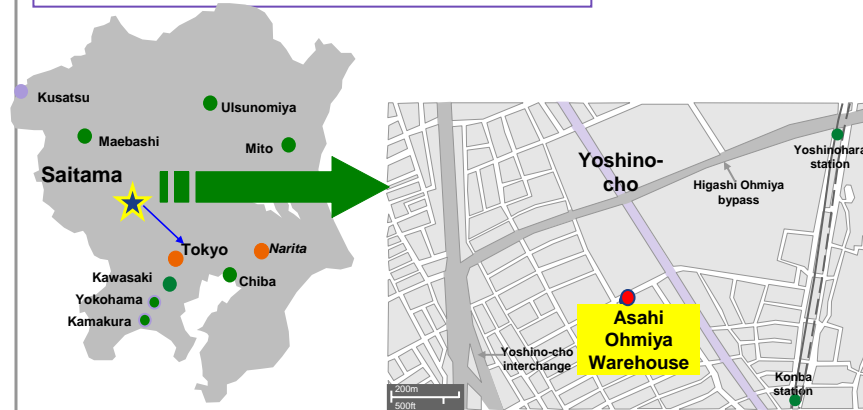 Kusatsu
Ulsunomiya
Maebashi
Mito
Saitama
Tokyo
Narita
Kawasaki
Chiba
Yokohama
Kamakura
Yoshino-
cho
Yoshinohara
station
Higashi Ohmiya
bypass
Asahi
Ohmiya
Warehouse
Yoshino-cho
interchange
Konba
station
200m
500ft